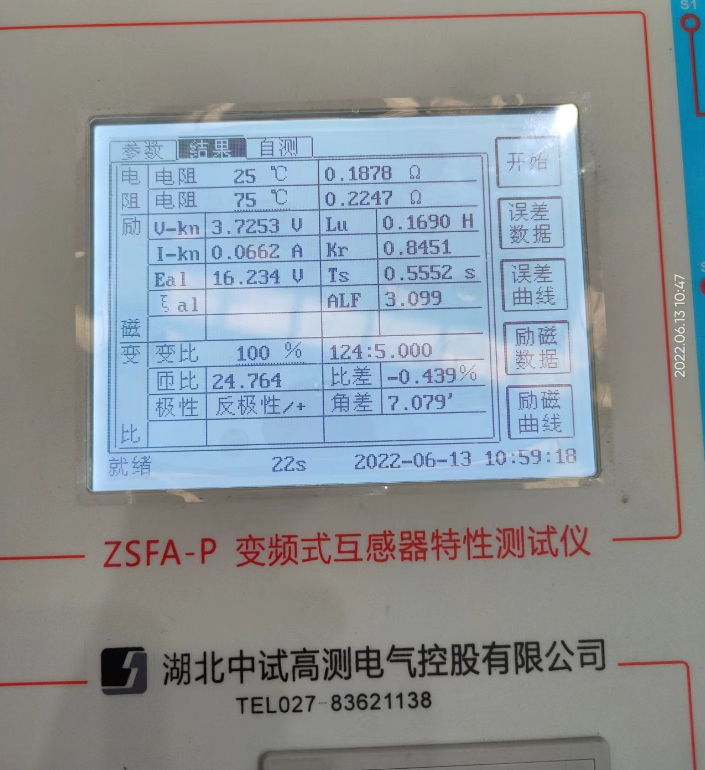 S1
参数 结果 自测
电阻 电阻 25 ℃ 0.1878 Ω
电阻 75 ℃ 0.2247 Ω
励磁 V-kn 3.7253 V Lu 0.1690 H
I-kn 0.0662 A Kr 0.8451
Eal 16.234 V Ts 0.5552 s
ξal ALF 3.099
变比 变比 100 % 124:5.000
匝比 24.764 比差 -0.439%
极性 反极性/+ 角差 7.079'
开始
误差
数据
误差
曲线
励磁
数据
励磁
曲线
就绪 22s 2022-06-13 10:59:18
2022.06.13 10:47
ZSFA-P 变频式互感器特性测试仪
湖北中试高测电气控股有限公司
TEL027-83621138